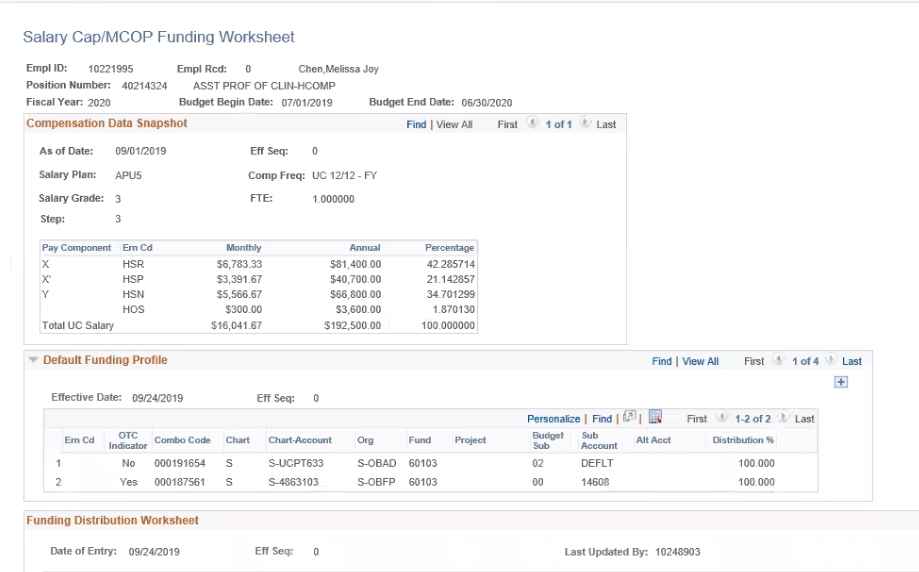 Salary Cap/MCOP Funding Worksheet
Empl ID: 10221995 Empl Rcd: 0 Chen,Melissa Joy
Position Number: 40214324 ASST PROF OF CLIN-HCOMP
Fiscal Year: 2020 Budget Begin Date: 07/01/2019 Budget End Date: 06/30/2020
Compensation Data Snapshot Find | View All First 1 of 1 Last
As of Date: 09/01/2019 Eff Seq: 0
Salary Plan: APU5 Comp Freq: UC 12/12 - FY
Salary Grade: 3 FTE: 1.000000
Step: 3
Pay Component Ern Cd Monthly Annual Percentage
X HSR $6,783.33 $81,400.00 42.285714
X' HSP $3,391.67 $40,700.00 21.142857
Y HSN $5,566.67 $66,800.00 34.701299
HOS $300.00 $3,600.00 1.870130
Total UC Salary $16,041.67 $192,500.00 100.000000
Default Funding Profile Find | View All First 1 of 4 Last
Effective Date: 09/24/2019 Eff Seq: 0
Personalize | Find | | First 1-2 of 2 Last
Ern Cd OTC Indicator Combo Code Chart Chart-Account Org Fund Project Budget Sub Sub Account Alt Acct Distribution %
1 No 000191654 S S-UCPT633 S-OBAD 60103 02 DEFLT 100.000
2 Yes 000187561 S S-4863103 S-OBFP 60103 00 14608 100.000
Funding Distribution Worksheet
Date of Entry: 09/24/2019 Eff Seq: 0 Last Updated By: 10248903